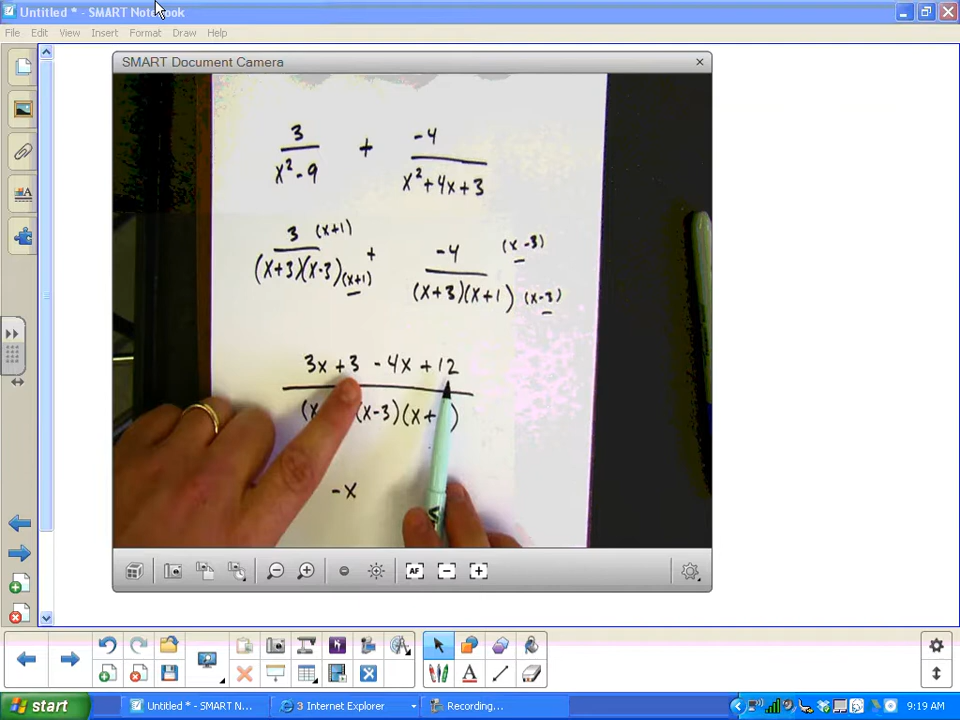 Untitled * - SMART Notebook
File Edit View Insert Format Draw Help
SMART Document Camera
3 + -4
x²-9 x²+4x+3
3 (x+1) + -4 (x-3)
(x+3)(x-3)(x+1) (x+3)(x+1)(x-3)
3x+3 -4x+12
(x (x-3)(x+ )
-x
AF
A
start Untitled * - SMART N... 3 Internet Explorer Recording... 9:19 AM